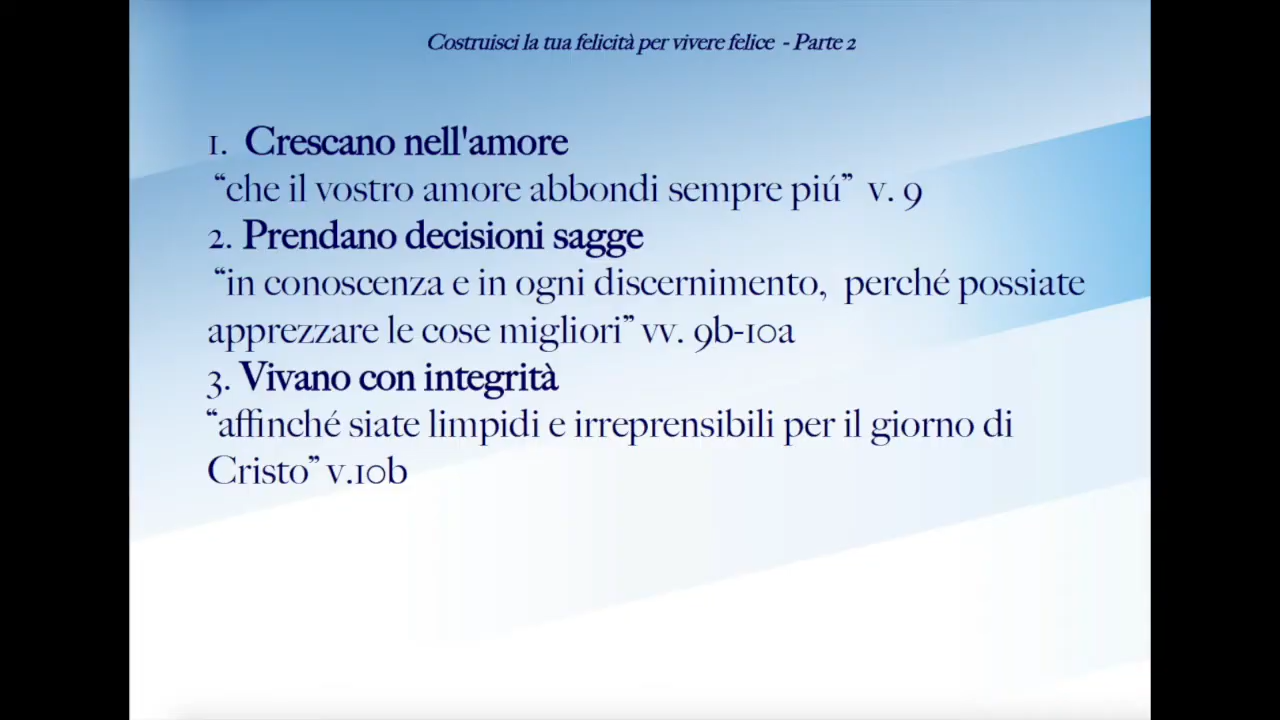 Costruisci la tua felicità per vivere felice - Parte 2
1. Crescano nell'amore
“che il vostro amore abbondi sempre piú” v. 9
2. Prendano decisioni sagge
“in conoscenza e in ogni discernimento, perché possiate
apprezzare le cose migliori” vv. 9b-10a
3. Vivano con integrità
“affinché siate limpidi e irreprensibili per il giorno di
Cristo” v.10b